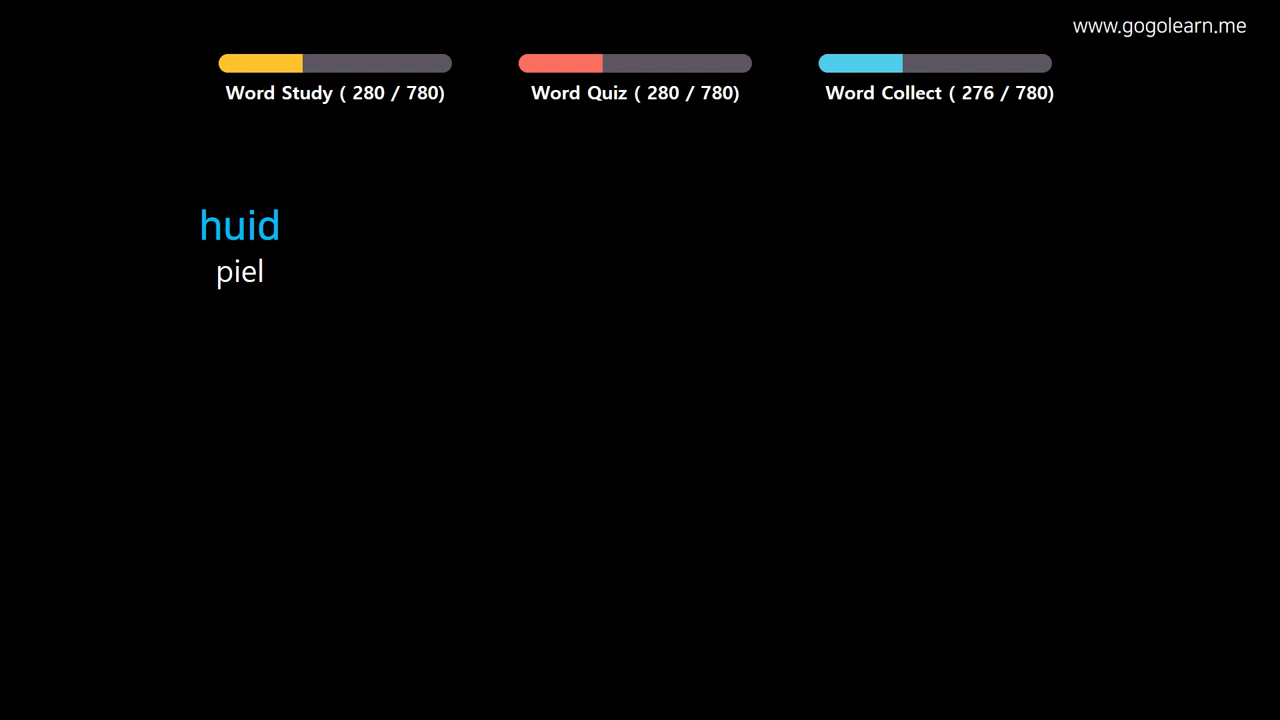 www.gogolearn.me
Word Study ( 280 / 780)
Word Quiz ( 280 / 780)
Word Collect ( 276 / 780)
huid
piel